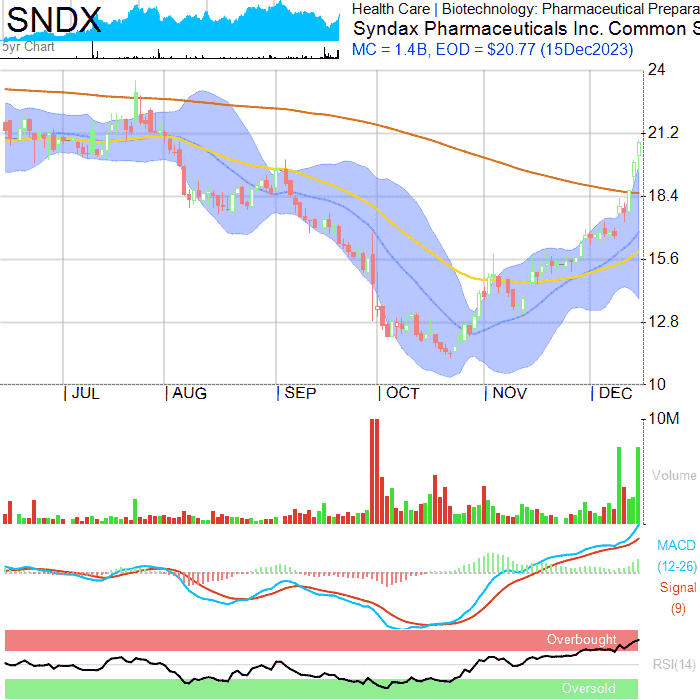 SNDX
5yr Chart
Health Care | Biotechnology: Pharmaceutical Prepara
Syndax Pharmaceuticals Inc. Common S
MC = 1.4B, EOD = $20.77 (15Dec2023)
24
21.2
18.4
15.6
12.8
10
JUL AUG SEP OCT NOV DEC
10M
Volume
MACD
(12-26)
Signal
(9)
Overbought
RSI(14)
Oversold